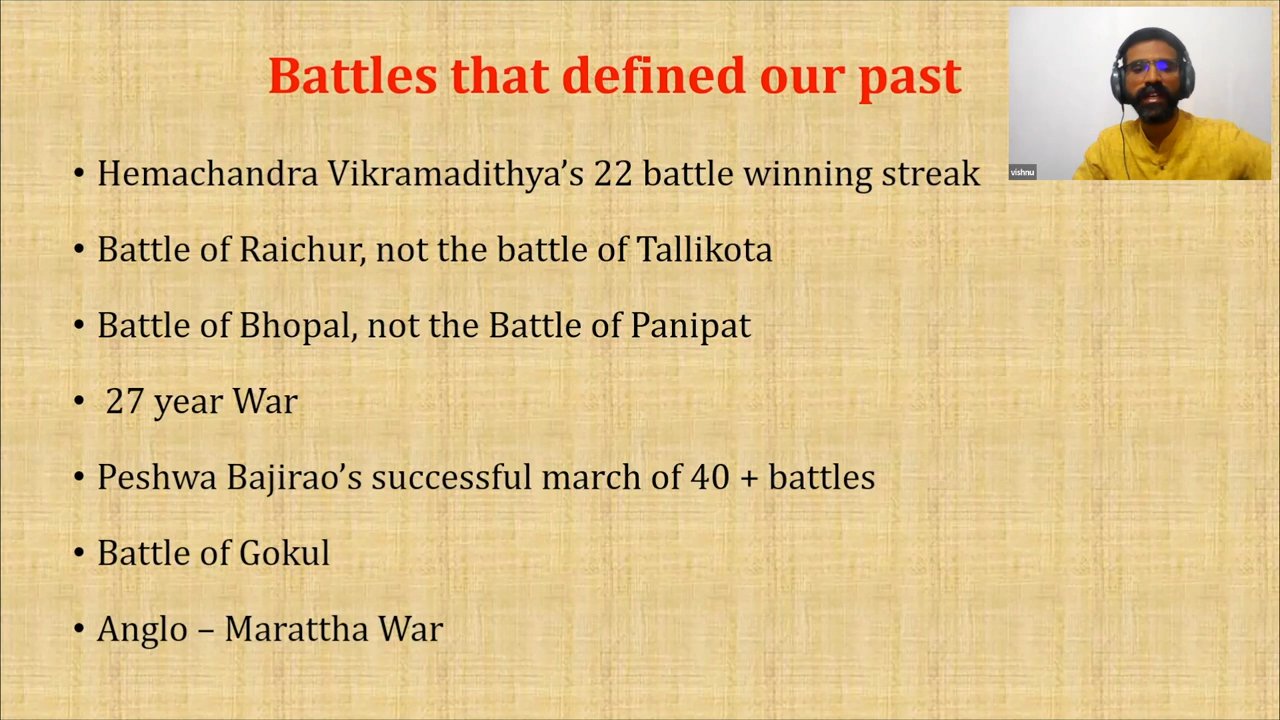 Battles that defined our past
• Hemachandra Vikramadithya’s 22 battle winning streak
• Battle of Raichur, not the battle of Tallikota
• Battle of Bhopal, not the Battle of Panipat
• 27 year War
• Peshwa Bajirao’s successful march of 40 + battles
• Battle of Gokul
• Anglo – Marattha War
vishnu